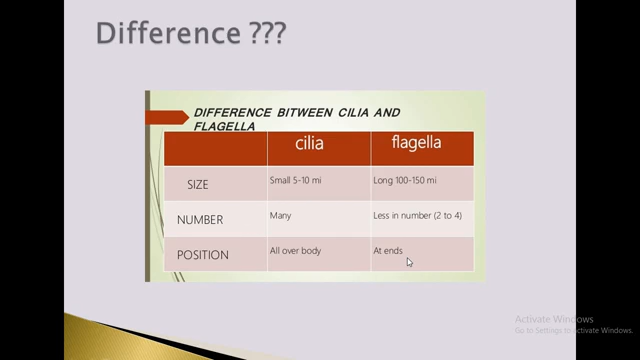 Difference ???
DIFFERENCE BITWEEN CILIA AND
FLAGELLA
cilia flagella
SIZE Small 5-10 mi Long 100-150 mi
NUMBER Many Less in number (2 to 4)
POSITION All over body At ends
Activate Windows
Go to Settings to activate Windows.